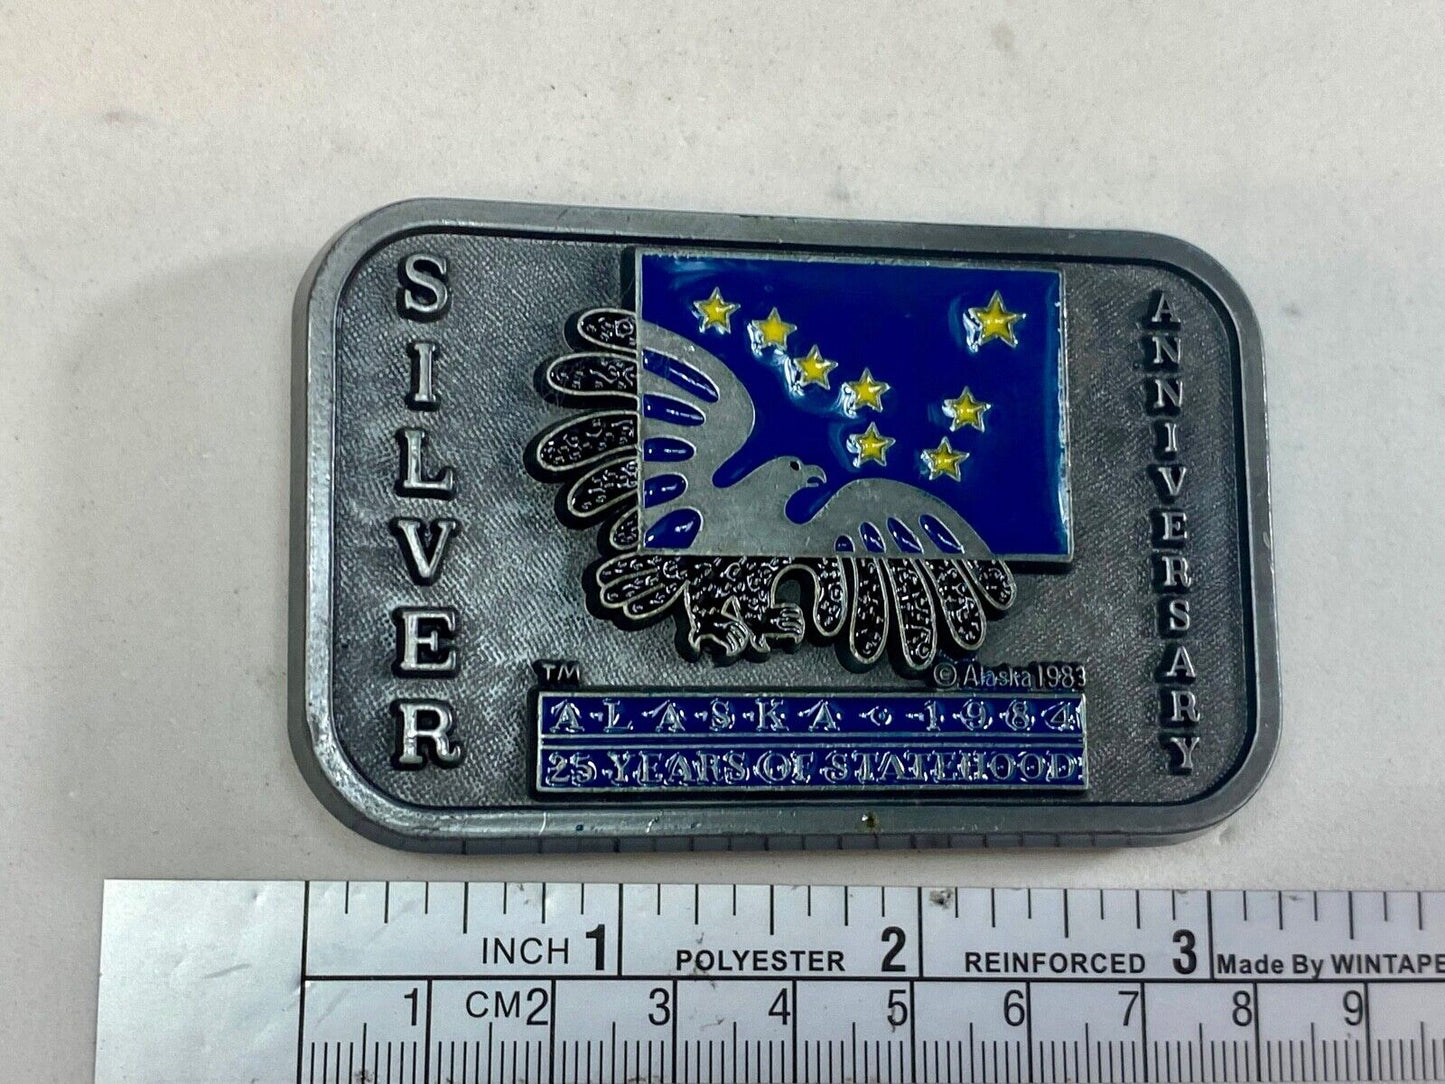 SILVER
ANNIVERSARY
TM
© Alaska 1983
ALASKA • 1984
25 YEARS OF STATEHOOD
INCH 1 POLYESTER 2 REINFORCED 3 Made By WINTAPE
1 CM 2 3 4 5 6 7 8 9